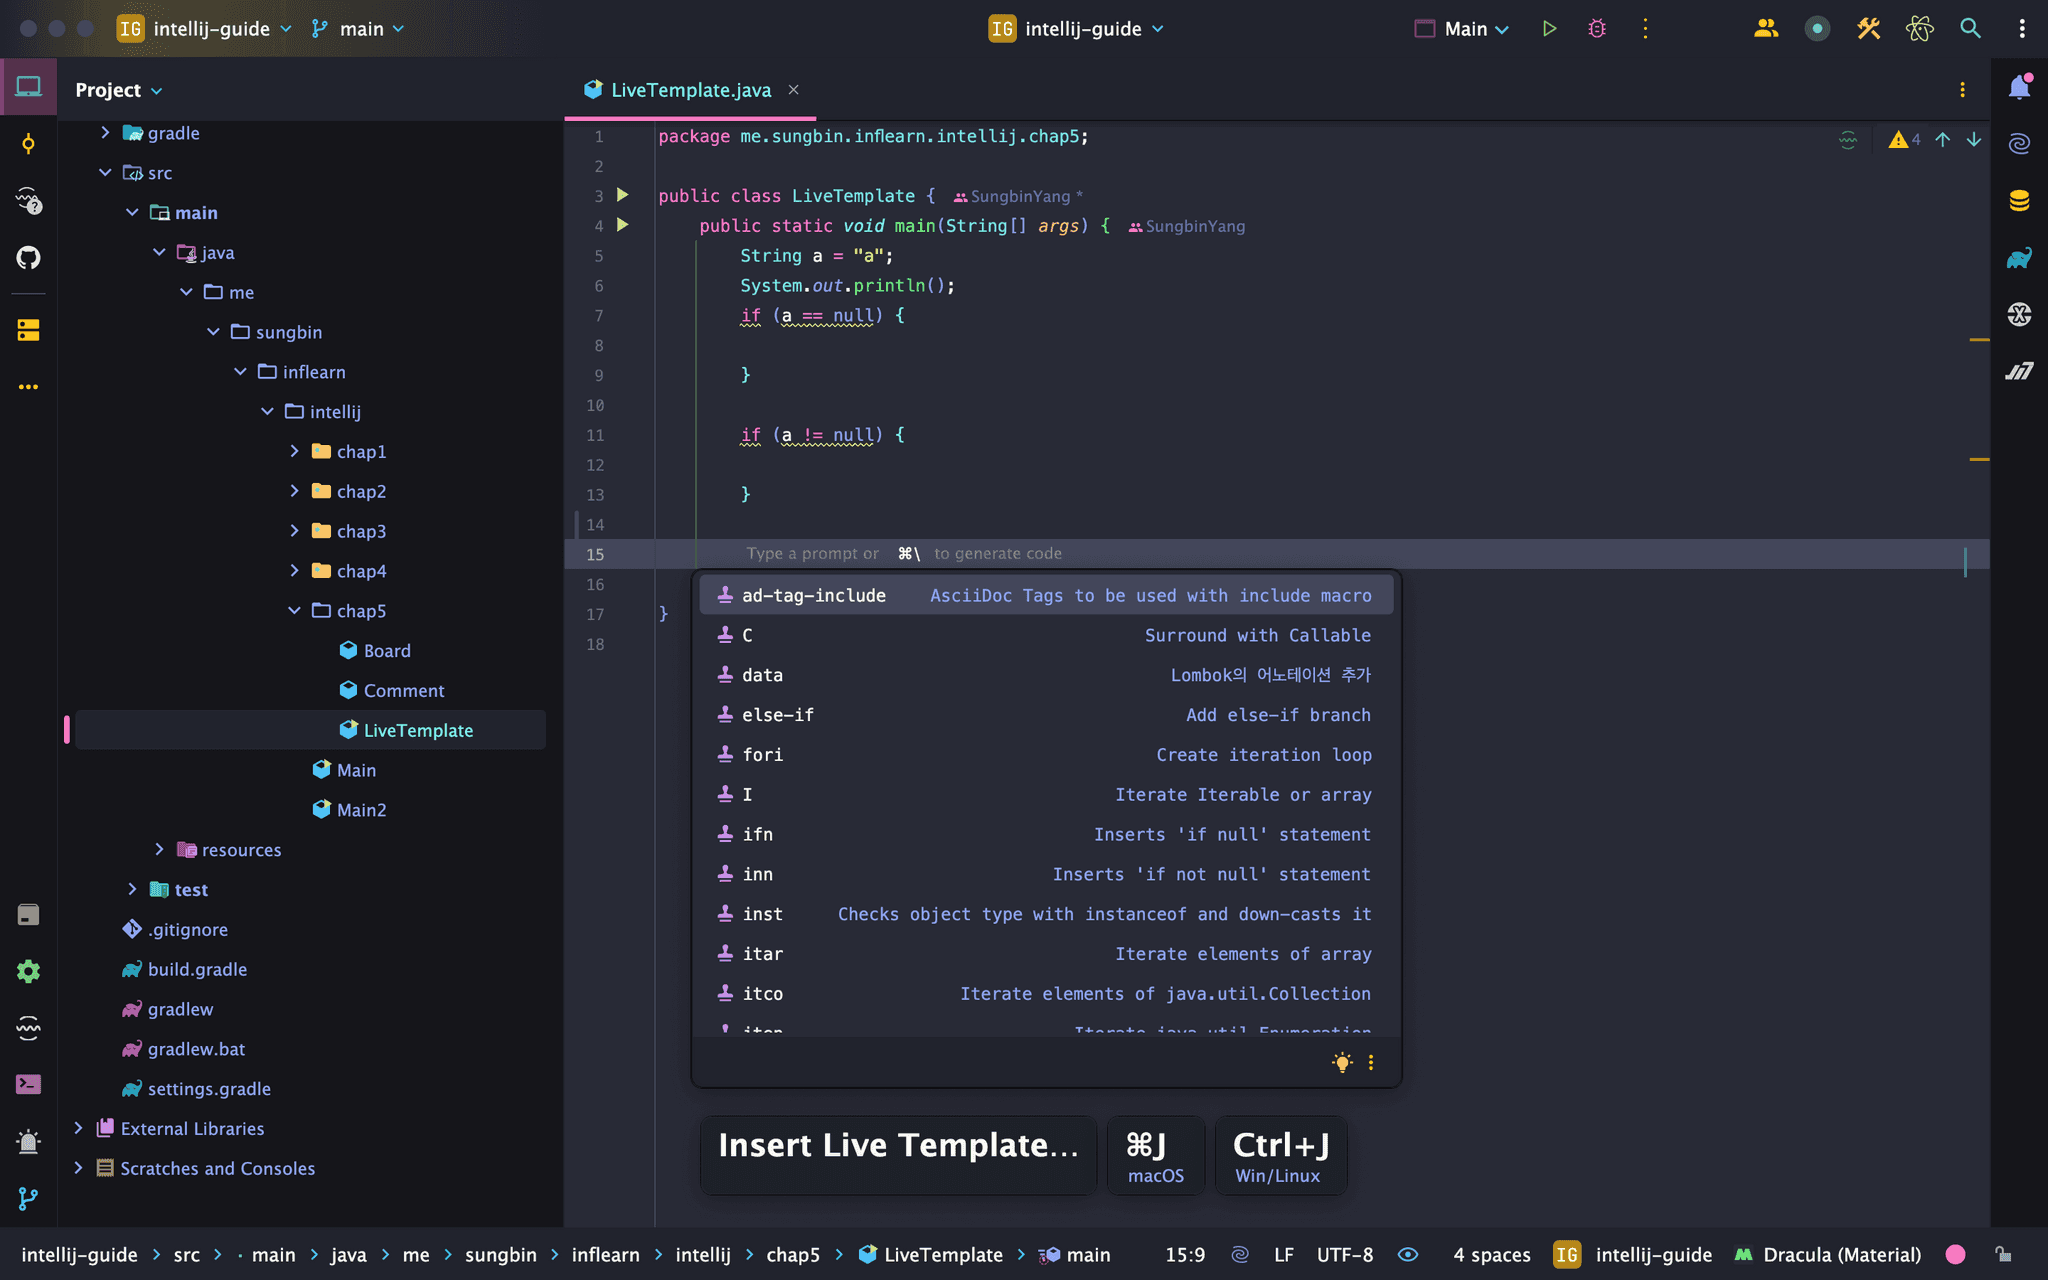 IG intellij-guide main
IG intellij-guide
Main
Project
gradle
src
main
java
me
sungbin
inflearn
intellij
chap1
chap2
chap3
chap4
chap5
Board
Comment
LiveTemplate
Main
Main2
resources
test
.gitignore
build.gradle
gradlew
gradlew.bat
settings.gradle
External Libraries
Scratches and Consoles
LiveTemplate.java
4
1 package me.sungbin.inflearn.intellij.chap5;
2
3 public class LiveTemplate { SungbinYang *
4 public static void main(String[] args) { SungbinYang
5 String a = "a";
6 System.out.println();
7 if (a == null) {
8
9 }
10
11 if (a != null) {
12
13 }
14
15 Type a prompt or ⌘\ to generate code
16
17 }
18
ad-tag-include AsciiDoc Tags to be used with include macro
C Surround with Callable
data Lombok의 어노테이션 추가
else-if Add else-if branch
fori Create iteration loop
I Iterate Iterable or array
ifn Inserts 'if null' statement
inn Inserts 'if not null' statement
inst Checks object type with instanceof and down-casts it
itar Iterate elements of array
itco Iterate elements of java.util.Collection
iten Iterate java.util.Enumeration
Insert Live Template... ⌘J Ctrl+J
macOS Win/Linux
intellij-guide > src > main > java > me > sungbin > inflearn > intellij > chap5 > LiveTemplate > main 15:9 LF UTF-8 4 spaces IG intellij-guide Dracula (Material)